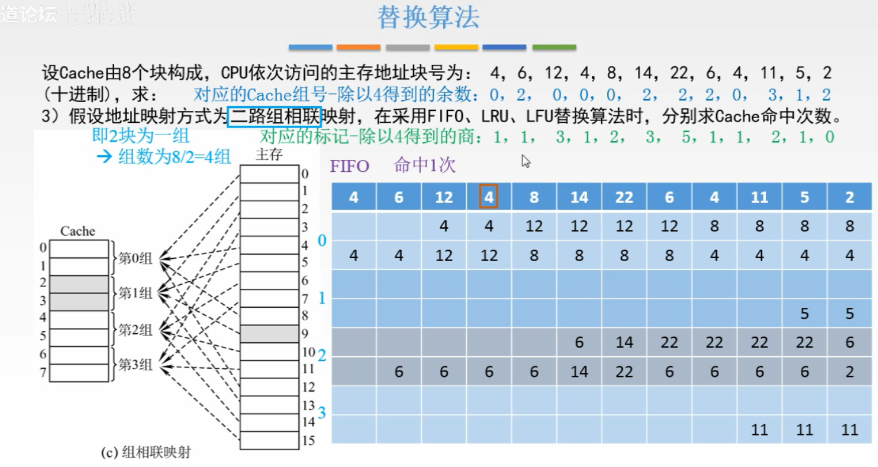 道论坛
替换算法
设Cache由8个块构成，CPU依次访问的主存地址块号为： 4，6，12，4，8，14，22，6，4，11，5，2
(十进制)，求： 对应的Cache组号-除以4得到的余数：0，2， 0，0，0， 2， 2，2，0， 3，1，2
3）假设地址映射方式为二路组相联映射，在采用FIFO、LRU、LFU替换算法时，分别求Cache命中次数。
即2块为一组 对应的标记-除以4得到的商：1，1， 3，1，2， 3， 5，1，1， 2，1，0
→ 组数为8/2=4组
主存
FIFO 命中1次
4 6 12 4 8 14 22 6 4 11 5 2
0 4 4 12 12 12 12 8 8 8 8
4 4 12 12 8 8 8 8 4 4 4 4
1
5 5
2 6 14 22 22 22 22 6
6 6 6 6 14 22 6 6 6 6 2
3
11 11 11
Cache
0
1
2
3
4
5
6
7
第0组
第1组
第2组
第3组
0
1
2
3
4
5
6
7
8
9
10
11
12
13
14
15
(c) 组相联映射